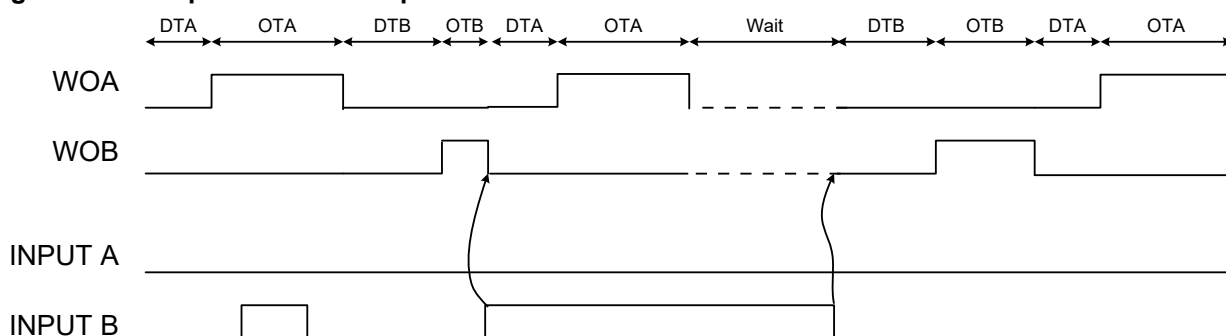 DTA OTA DTB OTB DTA OTA Wait DTB OTB DTA OTA
WOA
WOB
INPUT A
INPUT B